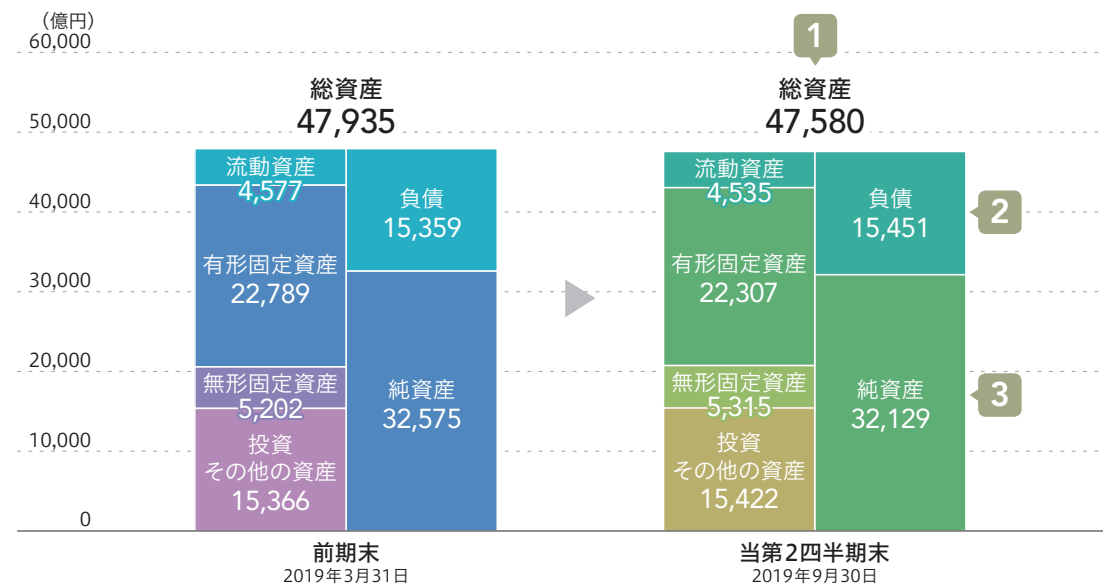 （億円）
60,000
50,000
40,000
30,000
20,000
10,000
0
総資産
47,935
流動資産
4,577
有形固定資産
22,789
無形固定資産
5,202
投資
その他の資産
15,366
負債
15,359
純資産
32,575
前期末
2019年3月31日
1
総資産
47,580
流動資産
4,535
有形固定資産
22,307
無形固定資産
5,315
投資
その他の資産
15,422
負債
15,451
2
純資産
32,129
3
当第2四半期末
2019年9月30日